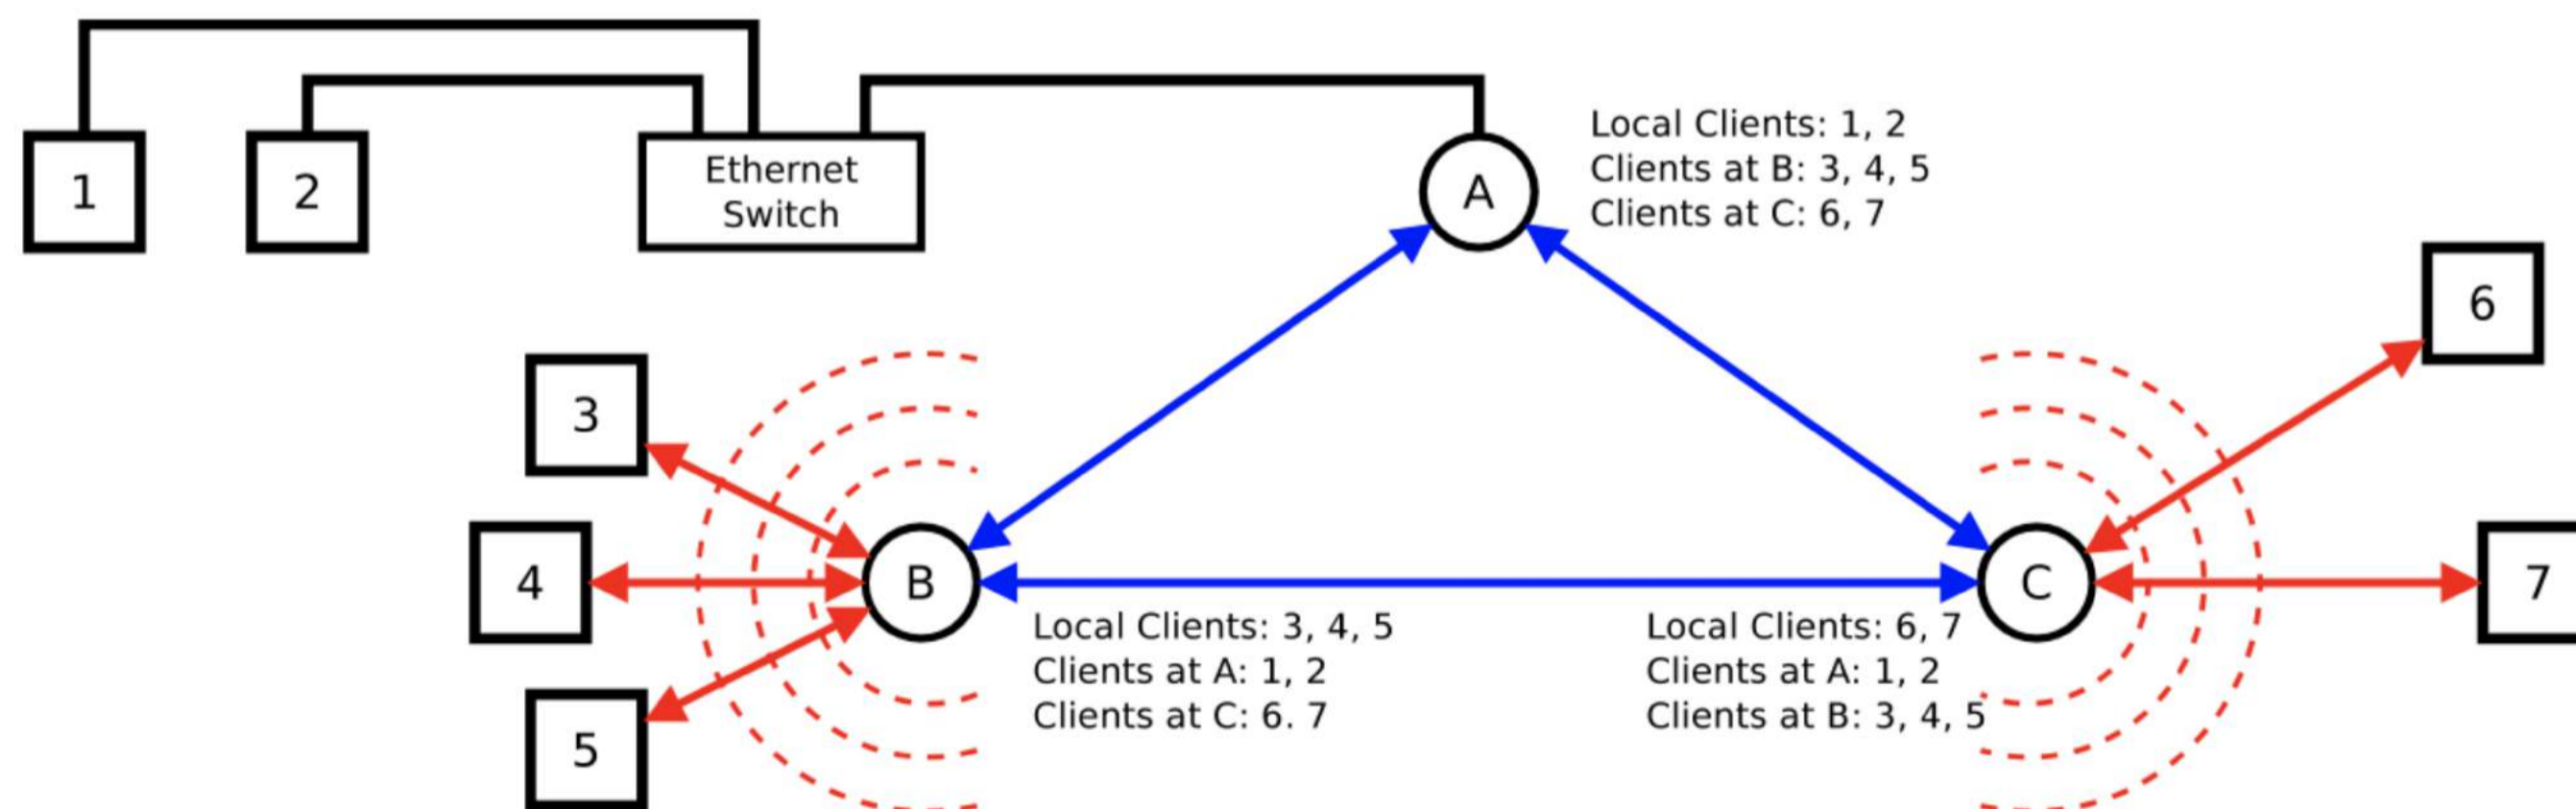 1
2
Ethernet
Switch
A
Local Clients: 1, 2
Clients at B: 3, 4, 5
Clients at C: 6, 7
6
3
4
B
C
7
Local Clients: 3, 4, 5
Clients at A: 1, 2
Clients at C: 6. 7
Local Clients: 6, 7
Clients at A: 1, 2
Clients at B: 3, 4, 5
5